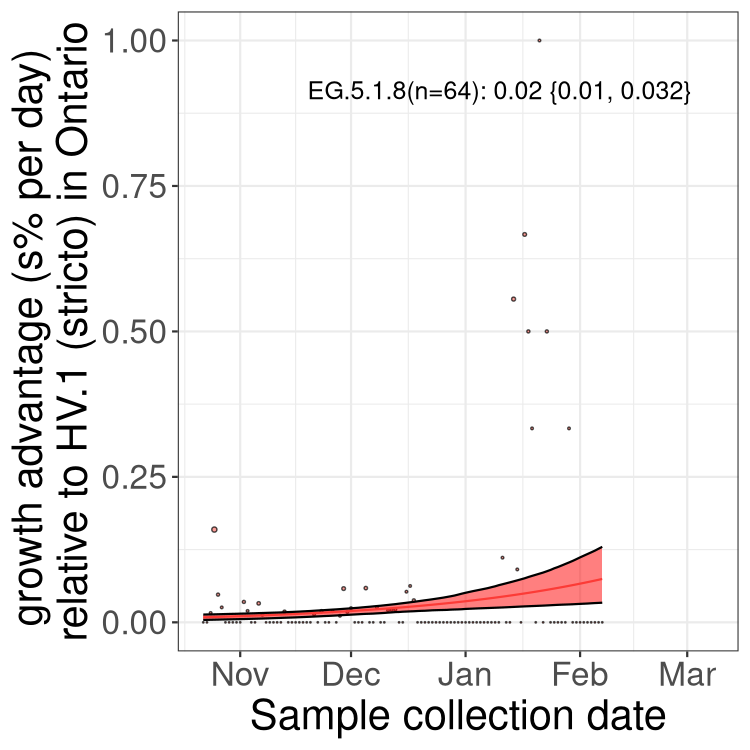 growth advantage (s% per day)
relative to HV.1 (stricto) in Ontario
1.00
0.75
0.50
0.25
0.00
EG.5.1.8(n=64): 0.02 {0.01, 0.032}
Nov Dec Jan Feb Mar
Sample collection date